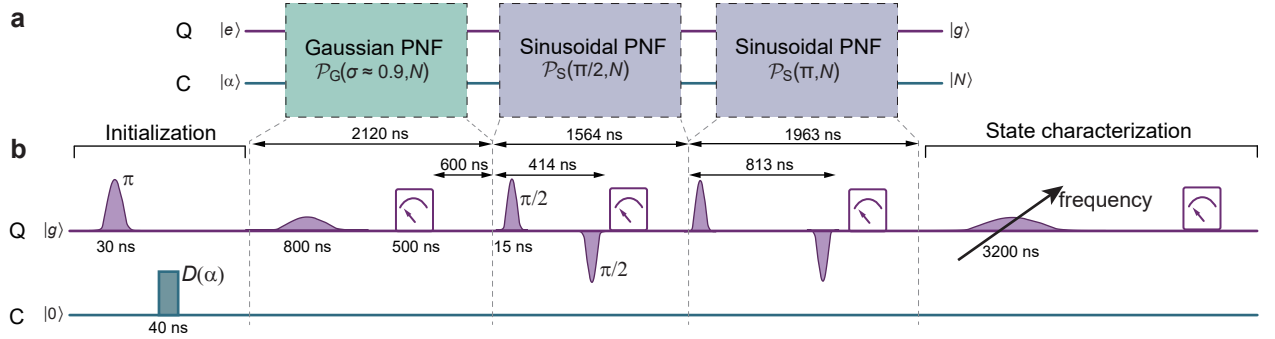 a
Q |e⟩ Gaussian PNF Sinusoidal PNF Sinusoidal PNF |g⟩
C |α⟩ 𝒫G(σ ≈ 0.9,N) 𝒫S(π/2,N) 𝒫S(π,N) |N⟩
b
Initialization 2120 ns 1564 ns 1963 ns State characterization
600 ns 414 ns 813 ns
π π/2 frequency
Q |g⟩
30 ns 800 ns 500 ns 15 ns 3200 ns
D(α) π/2
C |0⟩
40 ns